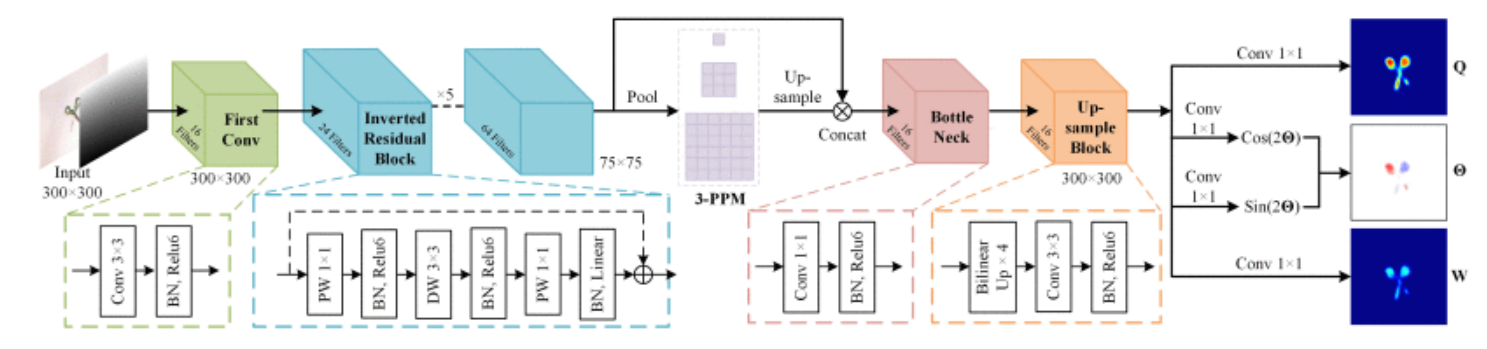 Input
300×300
16
Filters
First
Conv
300×300
24 Filters
Inverted
Residual
Block
×5
64 Filters
75×75
Pool
3-PPM
Up-
sample
Concat
16
Filters
Bottle
Neck
16
Filters
Up-
sample
Block
300×300
Conv 1×1
Q
Conv
1×1
Cos(2Θ)
Θ
Conv
1×1
Sin(2Θ)
Conv 1×1
W
Conv 3×3
BN, Relu6
PW 1×1
BN, Relu6
DW 3×3
BN, Relu6
PW 1×1
BN, Linear
Conv 1×1
BN, Relu6
Bilinear
Up × 4
Conv 3×3
BN, Relu6